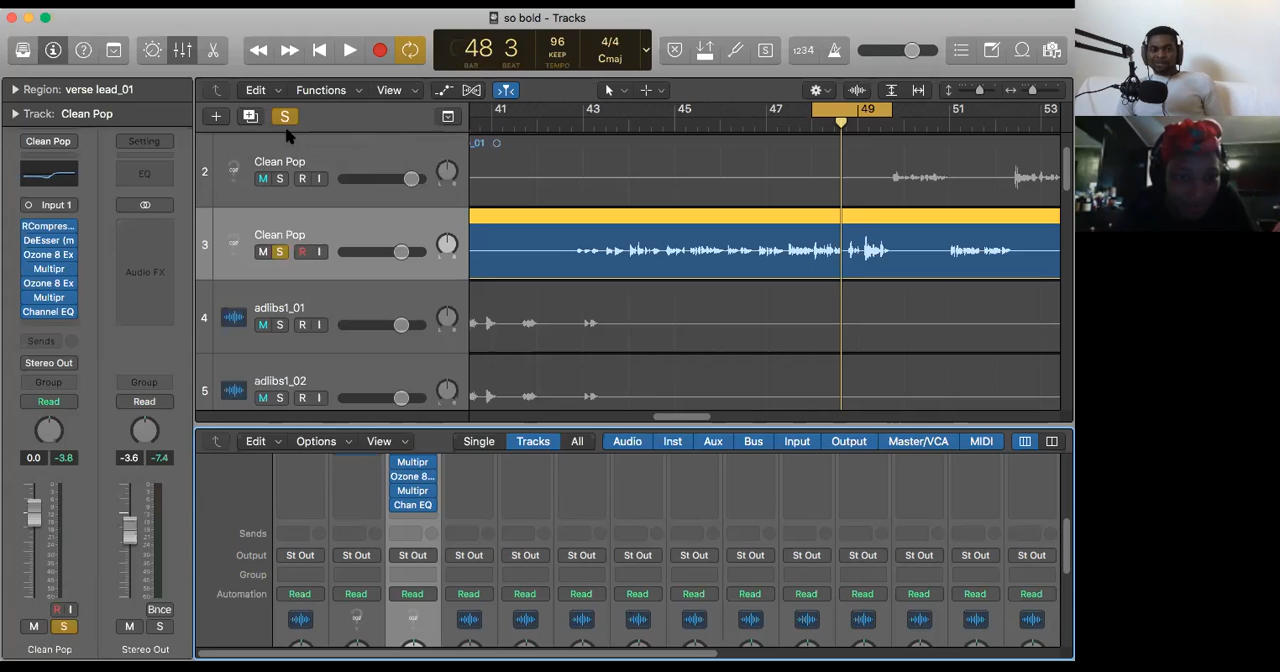 so bold - Tracks
48 3
BAR BEAT
96
KEEP
TEMPO
4/4
Cmaj
1234
Region: verse lead_01
Track: Clean Pop
Edit Functions View
S
41 43 45 47 49 51 53
_01
2 Clean Pop
M S R I
3 Clean Pop
M S R I
4 adlibs1_01
M S R I
5 adlibs1_02
M S R I
Clean Pop
Setting
EQ
Input 1
RCompres...
DeEsser (m
Ozone 8 Ex
Multipr
Ozone 8 Ex
Multipr
Channel EQ
Audio FX
Sends
Stereo Out
Group Group
Read Read
0.0 -3.8 -3.6 -7.4
R I
Bnce
M S M S
Clean Pop Stereo Out
Edit Options View
Single Tracks All
Audio Inst Aux Bus Input Output Master/VCA MIDI
Multipr
Ozone 8...
Multipr
Chan EQ
Sends
Output St Out St Out St Out St Out St Out St Out St Out St Out St Out St Out St Out St Out St Out St Out
Group
Automation Read Read Read Read Read Read Read Read Read Read Read Read Read Read